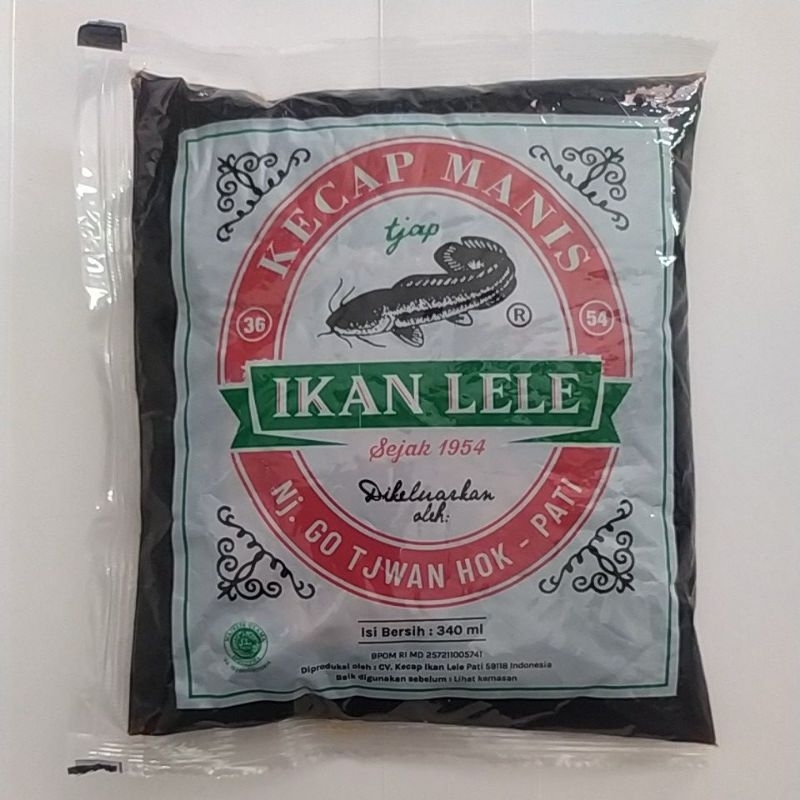 KECAP MANIS
tjap
®
36
54
IKAN LELE
Sejak 1954
Dikeluarkan
oleh:
Nj. GO TJWAN HOK - PATI
Isi Bersih : 340 ml
BPOM RI MD 257211005741
Diproduksi oleh : CV. Kecap Ikan Lele Pati 59118 Indonesia
Baik digunakan sebelum : Lihat kemasan